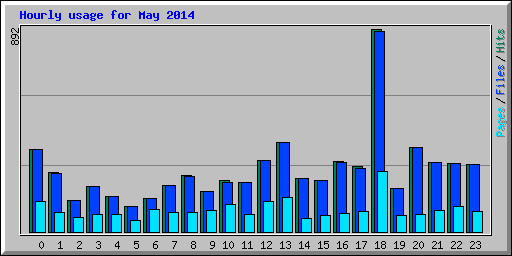 Hourly usage for May 2014
892
Pages/Files/Hits
0 1 2 3 4 5 6 7 8 9 10 11 12 13 14 15 16 17 18 19 20 21 22 23